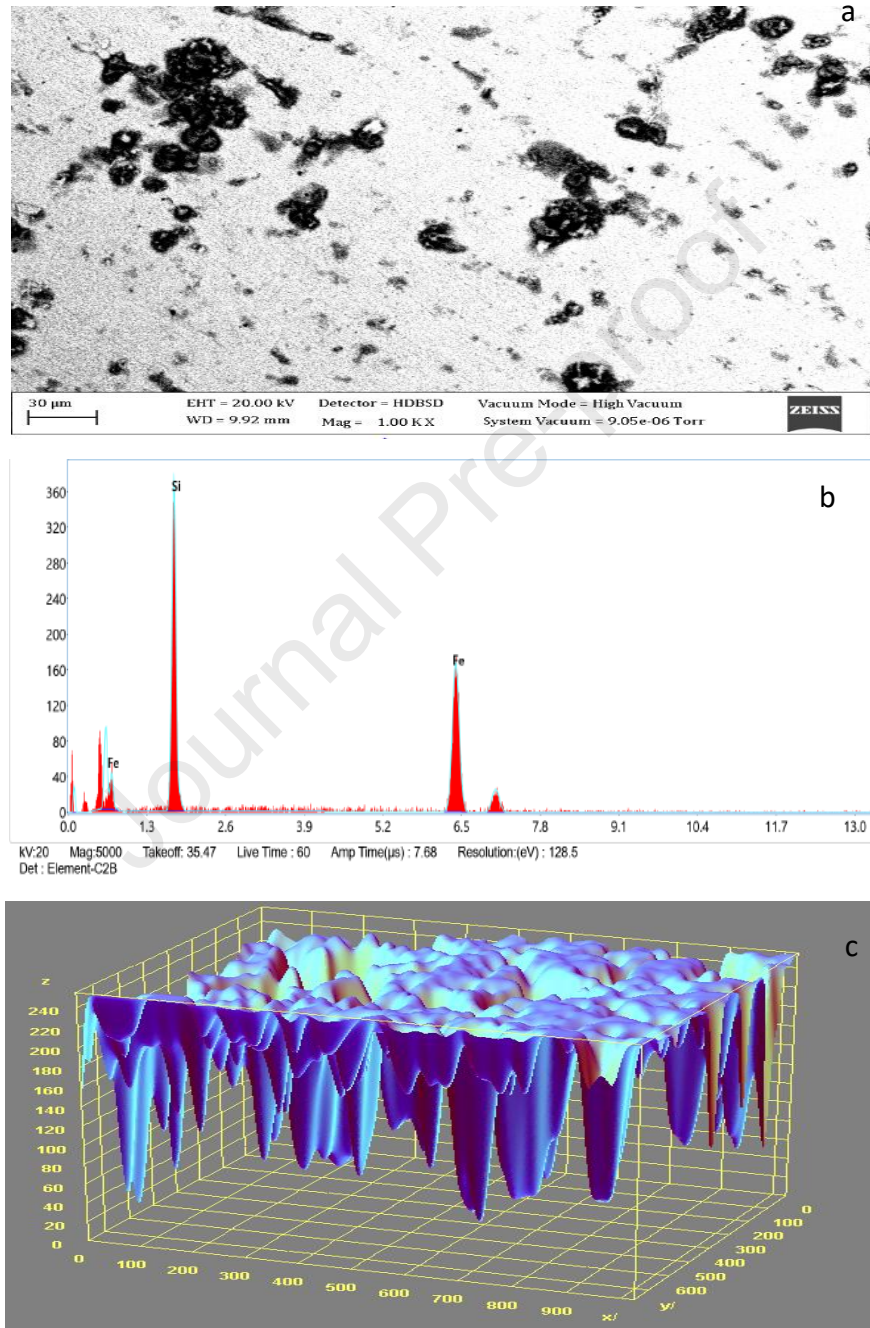 a
30 µm
EHT = 20.00 kV Detector = HDBSD Vacuum Mode = High Vacuum
WD = 9.92 mm Mag = 1.00 K X System Vacuum = 9.05e-06 Torr
ZEISS
b
Si
Fe
Fe
360
320
280
240
200
160
120
80
40
0
0.0 1.3 2.6 3.9 5.2 6.5 7.8 9.1 10.4 11.7 13.0
kV:20 Mag:5000 Takeoff: 35.47 Live Time : 60 Amp Time(µs) : 7.68 Resolution:(eV) : 128.5
Det : Element-C2B
Journal Pre-proof
c
z
240
220
200
180
160
140
120
100
80
60
40
20
0
0 100 200 300 400 500 600 700 800 900 x/
0
100
200
300
400
500
600
y/